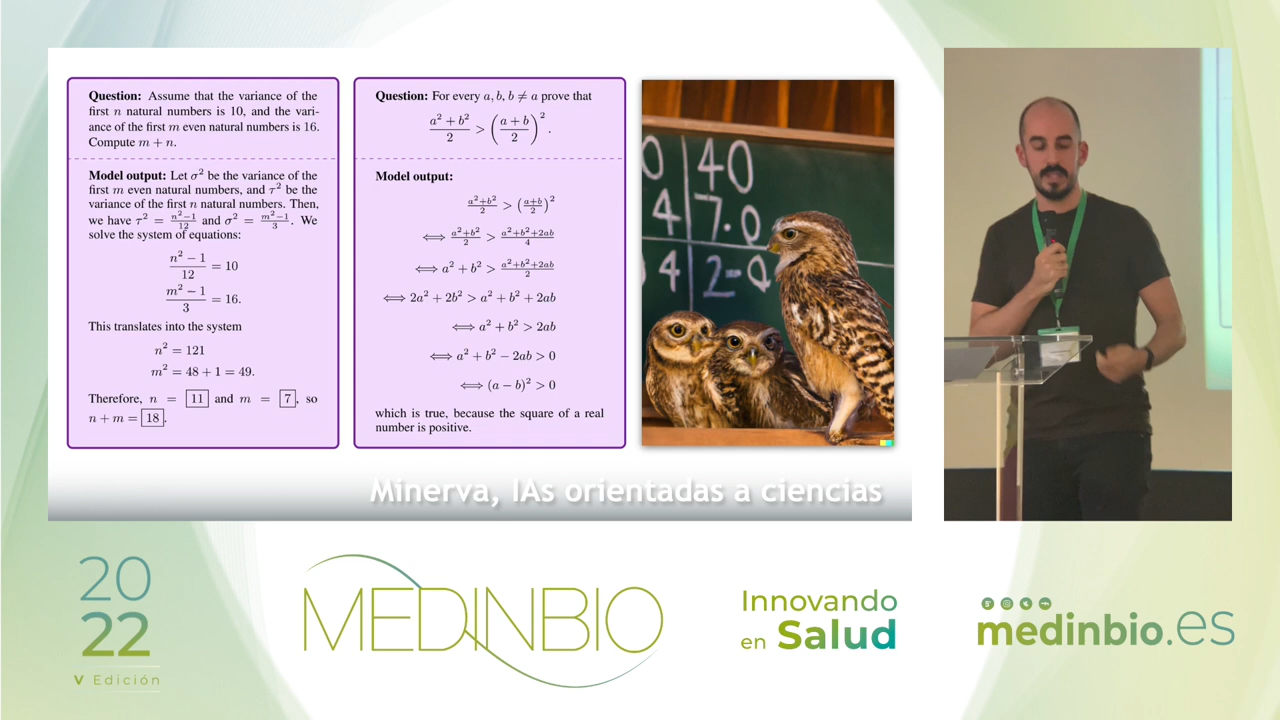 Question: Assume that the variance of the
first n natural numbers is 10, and the vari-
ance of the first m even natural numbers is 16.
Compute m + n.
Model output: Let σ² be the variance of the
first m even natural numbers, and τ² be the
variance of the first n natural numbers. Then,
we have τ² = (n²−1)/12 and σ² = (m²−1)/3. We
solve the system of equations:
(n² − 1)/12 = 10
(m² − 1)/3 = 16.
This translates into the system
n² = 121
m² = 48 + 1 = 49.
Therefore, n = 11 and m = 7, so
n + m = 18.
Question: For every a, b, b ≠ a prove that
(a² + b²)/2 > ((a + b)/2)².
Model output:
(a²+b²)/2 > ((a+b)/2)²
⟺ (a²+b²)/2 > (a²+b²+2ab)/4
⟺ a² + b² > (a²+b²+2ab)/2
⟺ 2a² + 2b² > a² + b² + 2ab
⟺ a² + b² > 2ab
⟺ a² + b² − 2ab > 0
⟺ (a − b)² > 0
which is true, because the square of a real
number is positive.
0 40
4 7.0
4 2-0
Minerva, IAs orientadas a ciencias
20
22
V Edición
MEDINBIO
Innovando
en Salud
medinbio.es